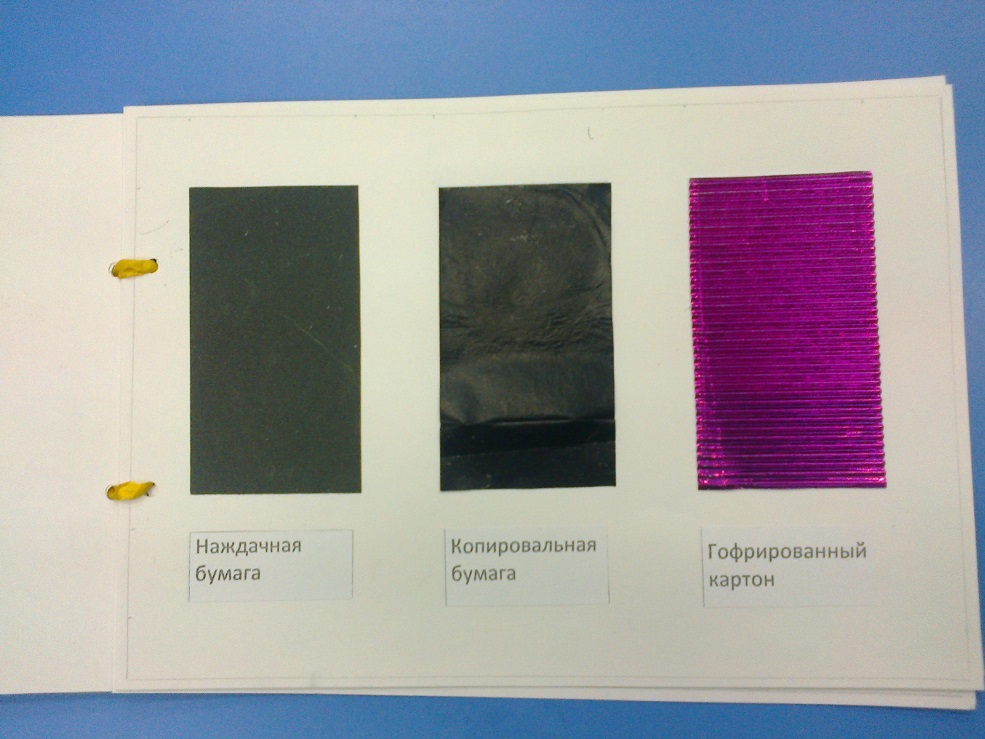 Наждачная
бумага
Копировальная
бумага
Гофрированный
картон